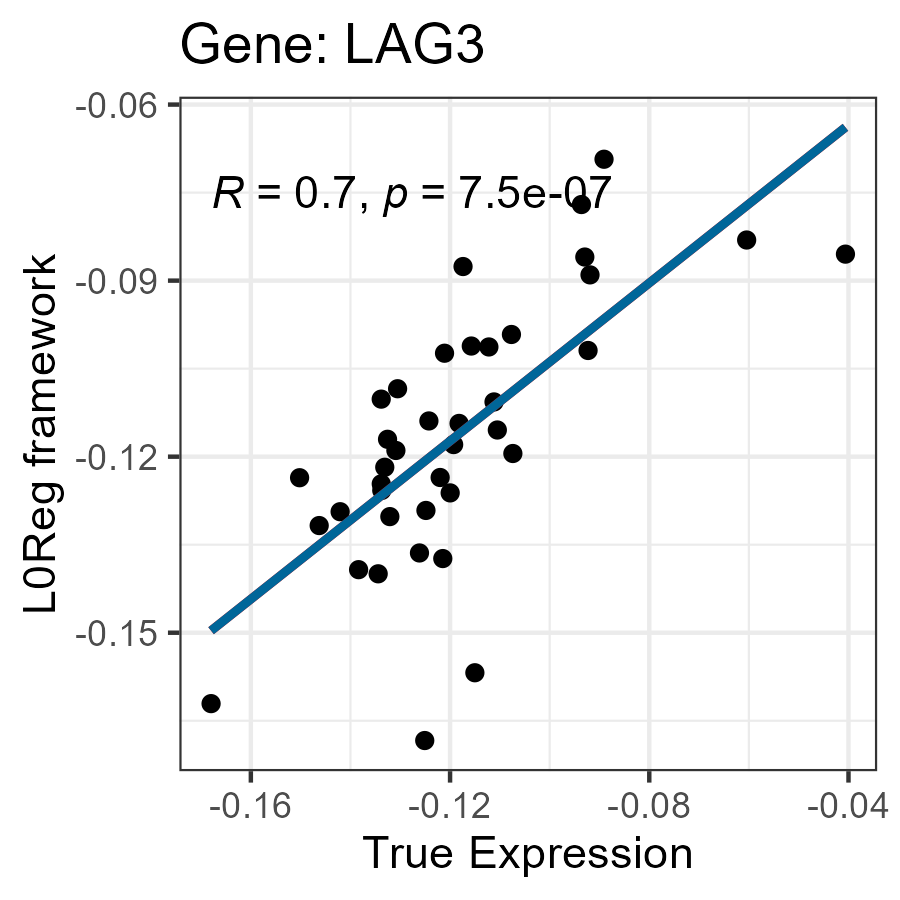 Gene: LAG3
-0.06
R = 0.7, p = 7.5e-07
-0.09
-0.12
-0.15
L0Reg framework
-0.16 -0.12 -0.08 -0.04
True Expression